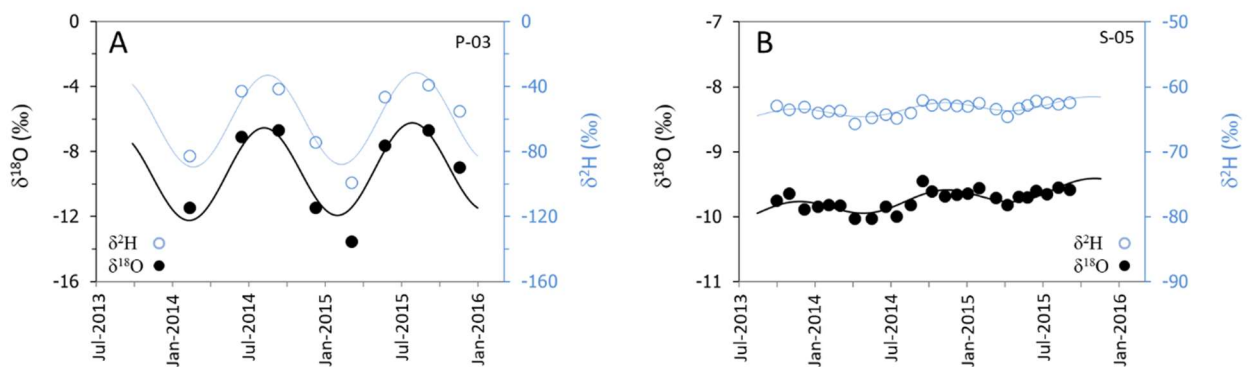 A
P-03
0
-4
-8
-12
-16
δ18O (‰)
0
-40
-80
-120
-160
δ2H (‰)
δ2H
δ18O
Jul-2013
Jan-2014
Jul-2014
Jan-2015
Jul-2015
Jan-2016
B
S-05
-7
-8
-9
-10
-11
δ18O (‰)
-50
-60
-70
-80
-90
δ2H (‰)
δ2H
δ18O
Jul-2013
Jan-2014
Jul-2014
Jan-2015
Jul-2015
Jan-2016